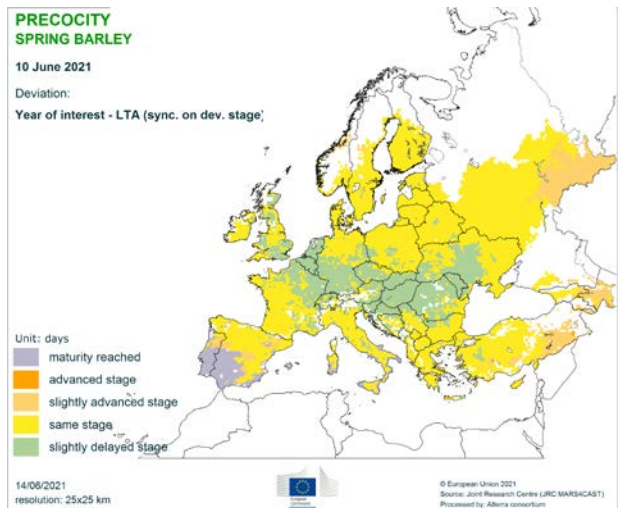 PRECOCITY
SPRING BARLEY
10 June 2021
Deviation:
Year of interest - LTA (sync. on dev. stage)
Unit: days
maturity reached
advanced stage
slightly advanced stage
same stage
slightly delayed stage
14/06/2021
resolution: 25x25 km
© European Union 2021
Source: Joint Research Centre (JRC MARS4CAST)
Processed by: Alterra consortium